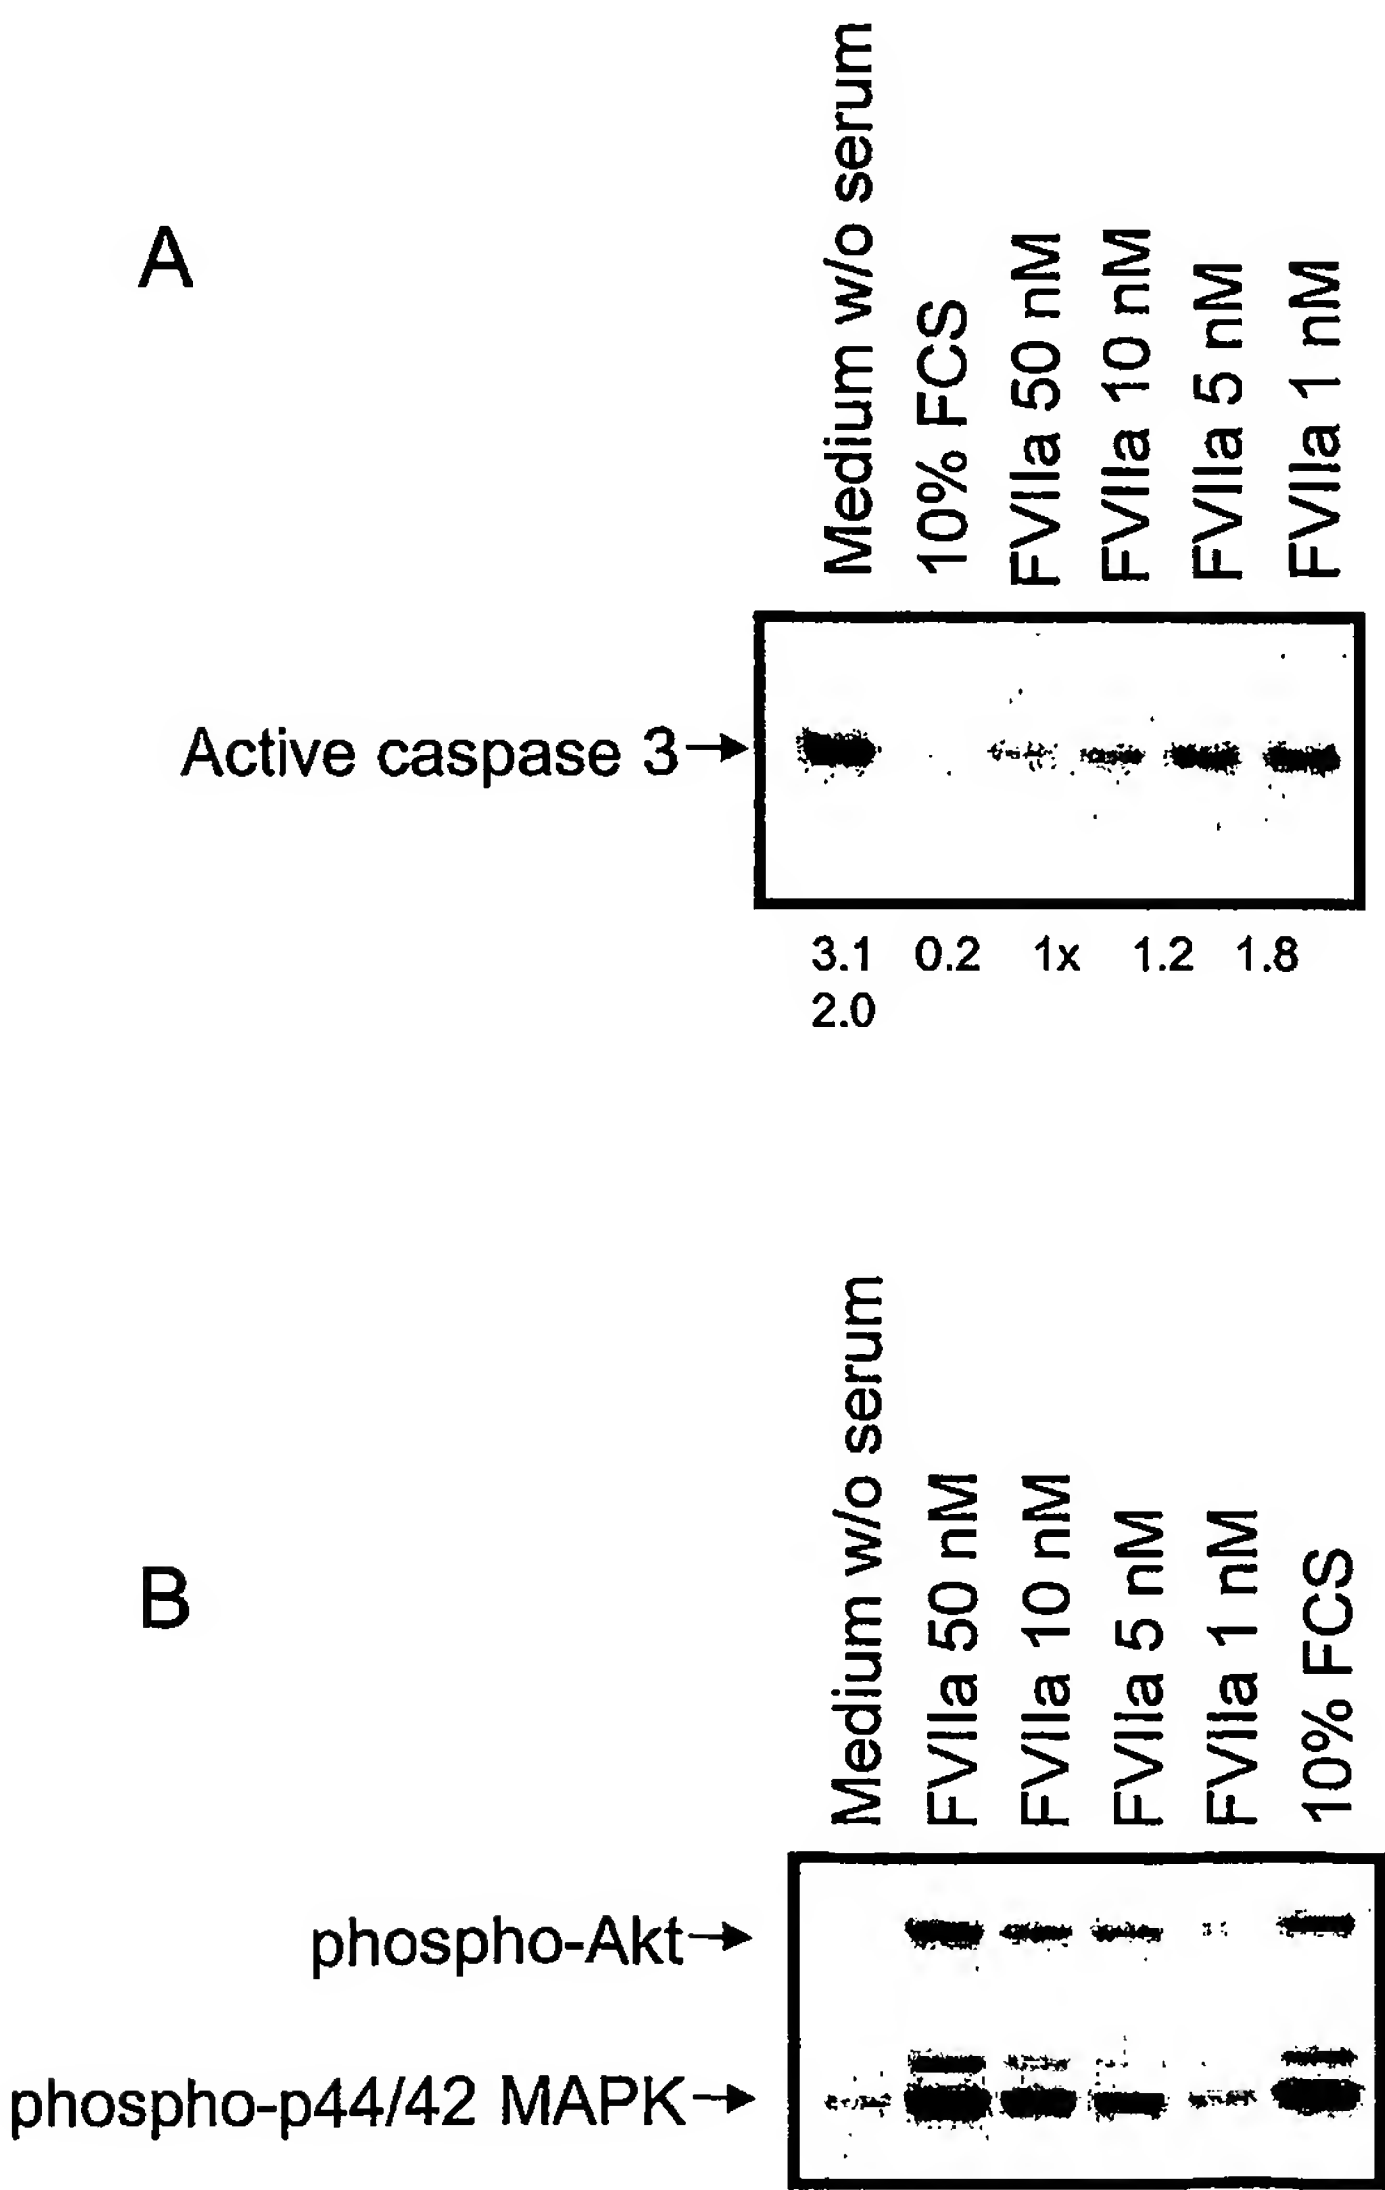 A
Medium w/o serum
10% FCS
FVIIa 50 nM
FVIIa 10 nM
FVIIa 5 nM
FVIIa 1 nM
Active caspase 3
3.1 0.2 1x 1.2 1.8
2.0
B
Medium w/o serum
FVIIa 50 nM
FVIIa 10 nM
FVIIa 5 nM
FVIIa 1 nM
10% FCS
phospho-Akt
phospho-p44/42 MAPK